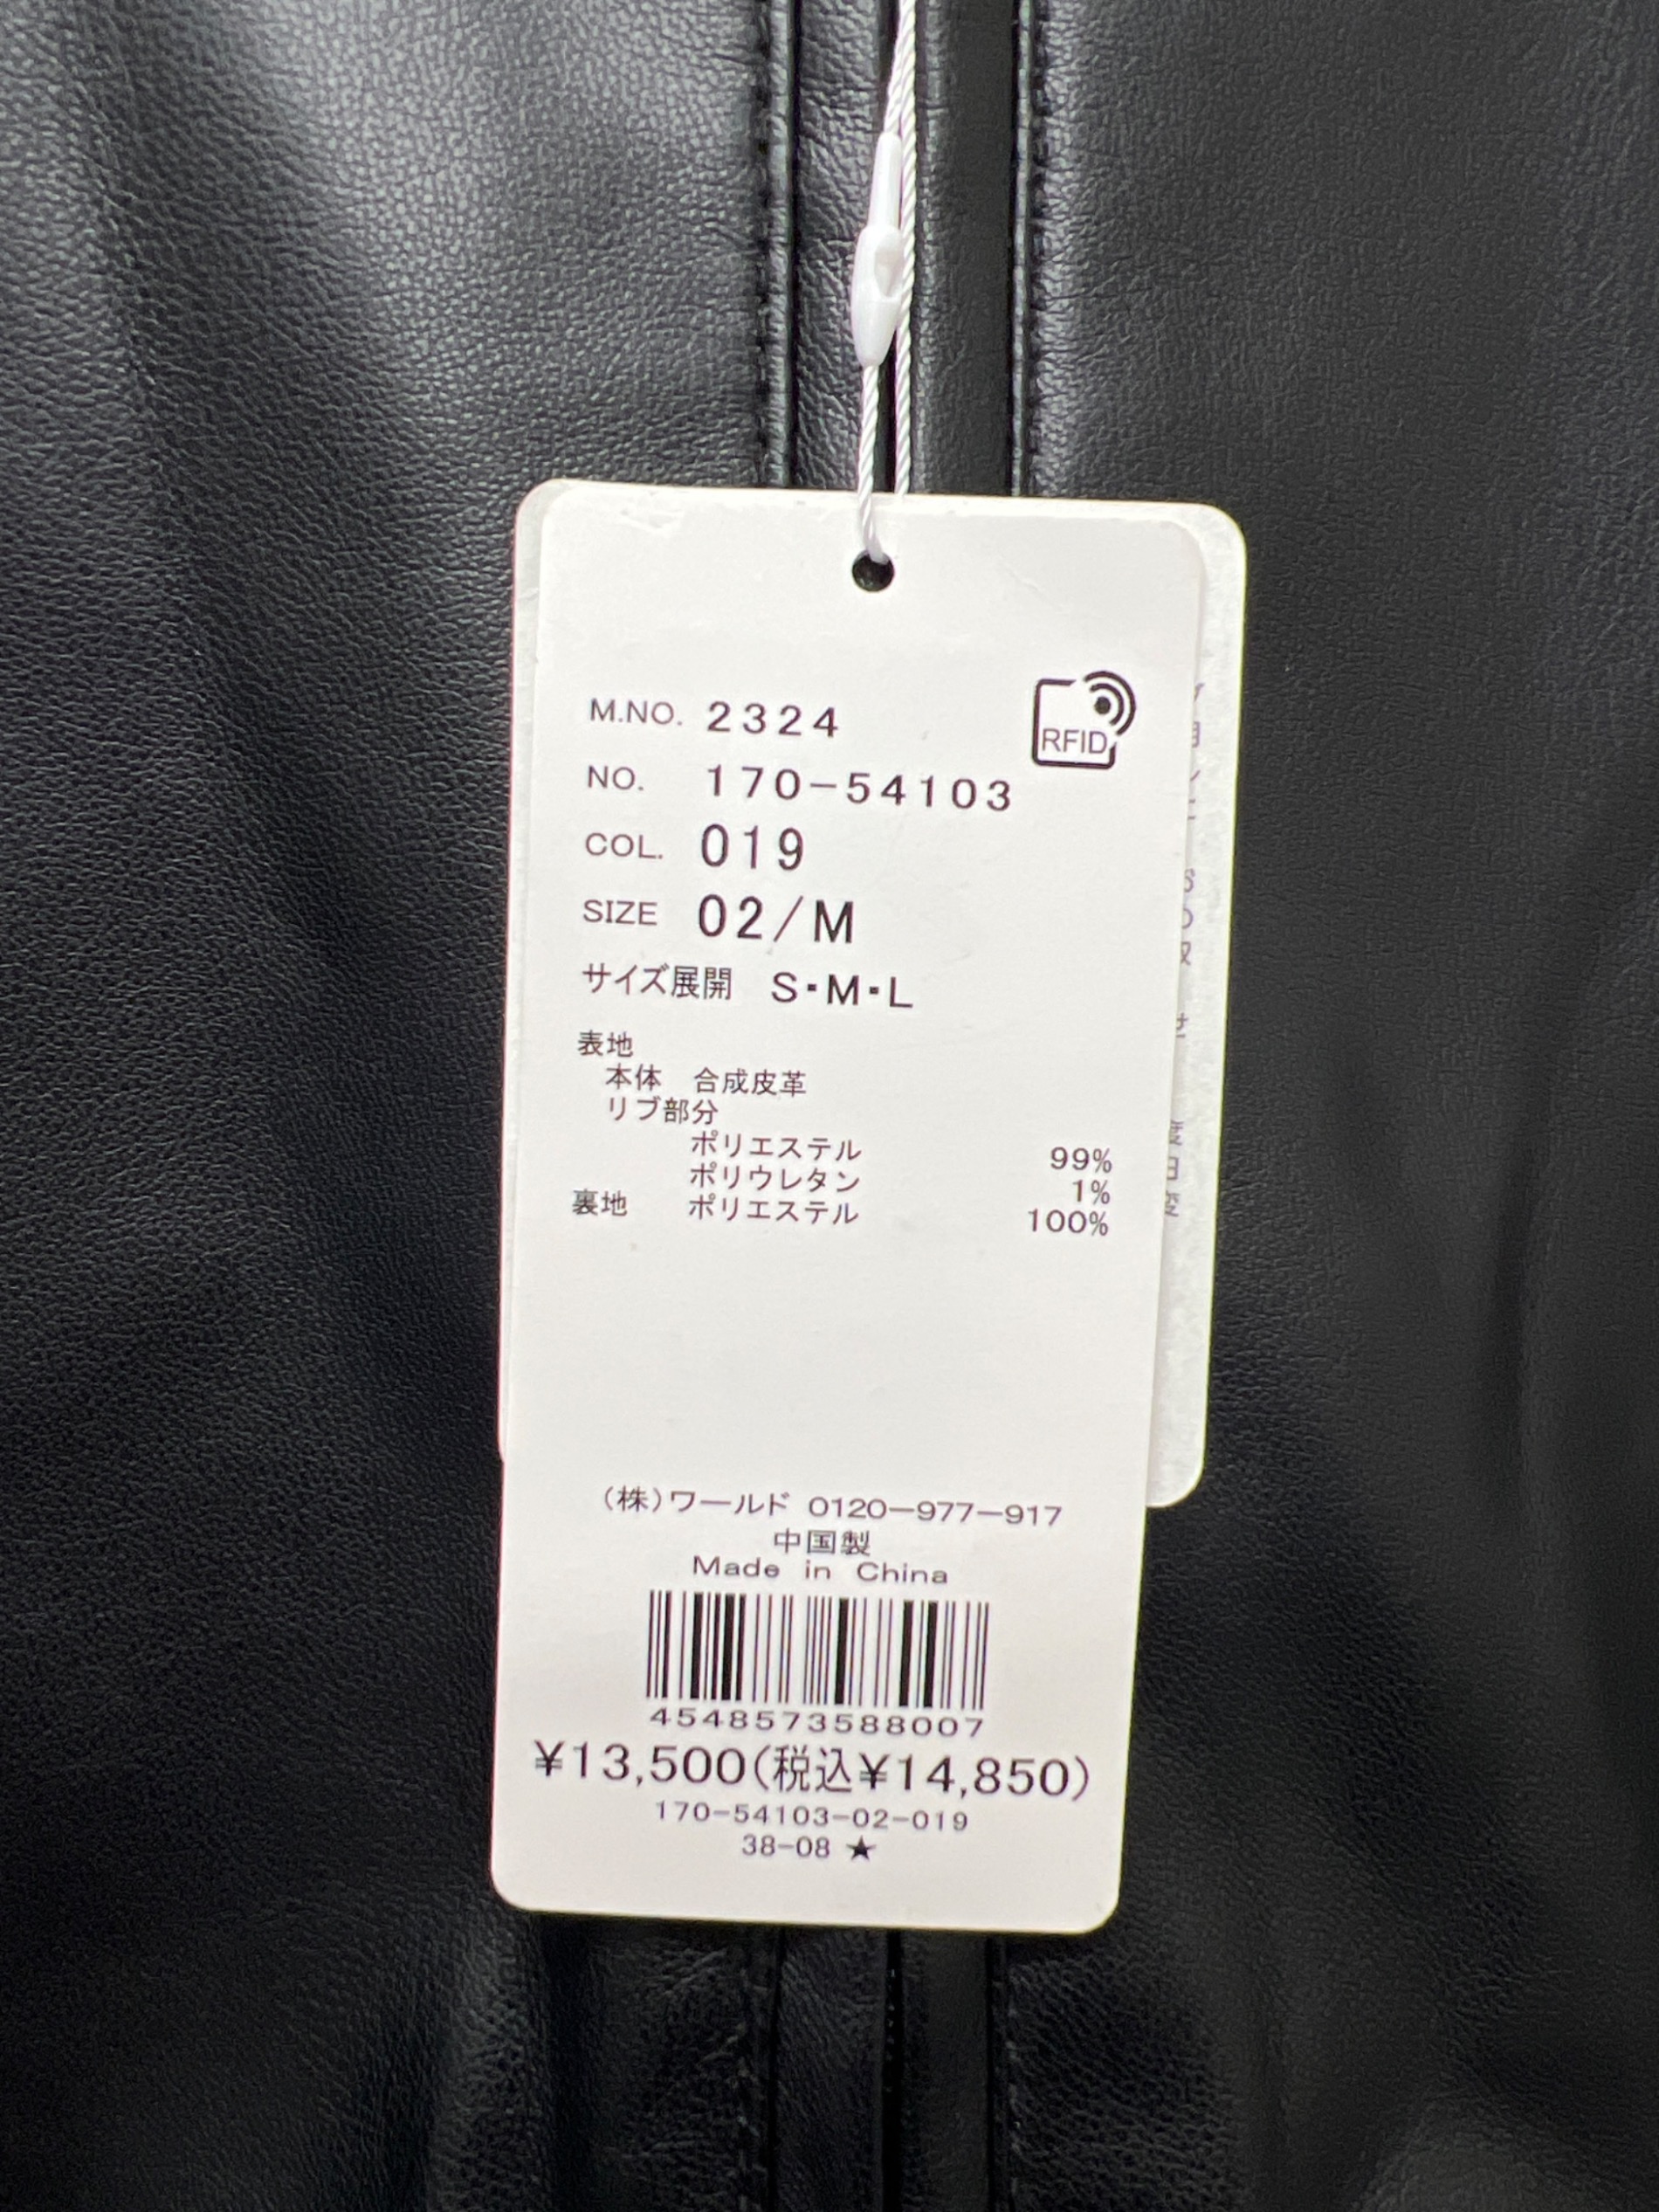 M.NO. 2324
RFID
NO. 170-54103
COL. 019
SIZE 02/M
サイズ展開 S・M・L
表地
本体 合成皮革
リブ部分
ポリエステル 99%
ポリウレタン 1%
裏地 ポリエステル 100%
(株)ワールド 0120-977-917
中国製
Made in China
4548573588007
¥13,500(税込¥14,850)
170-54103-02-019
38-08 ★